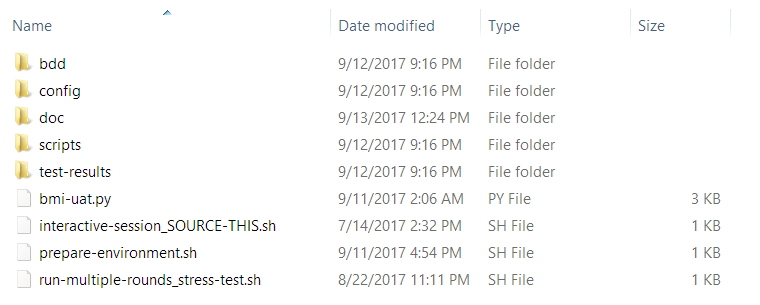 Name Date modified Type Size
bdd 9/12/2017 9:16 PM File folder
config 9/12/2017 9:16 PM File folder
doc 9/13/2017 12:24 PM File folder
scripts 9/12/2017 9:16 PM File folder
test-results 9/12/2017 9:16 PM File folder
bmi-uat.py 9/11/2017 2:06 AM PY File 3 KB
interactive-session_SOURCE-THIS.sh 7/14/2017 2:32 PM SH File 1 KB
prepare-environment.sh 9/11/2017 4:54 PM SH File 1 KB
run-multiple-rounds_stress-test.sh 8/22/2017 11:11 PM SH File 1 KB